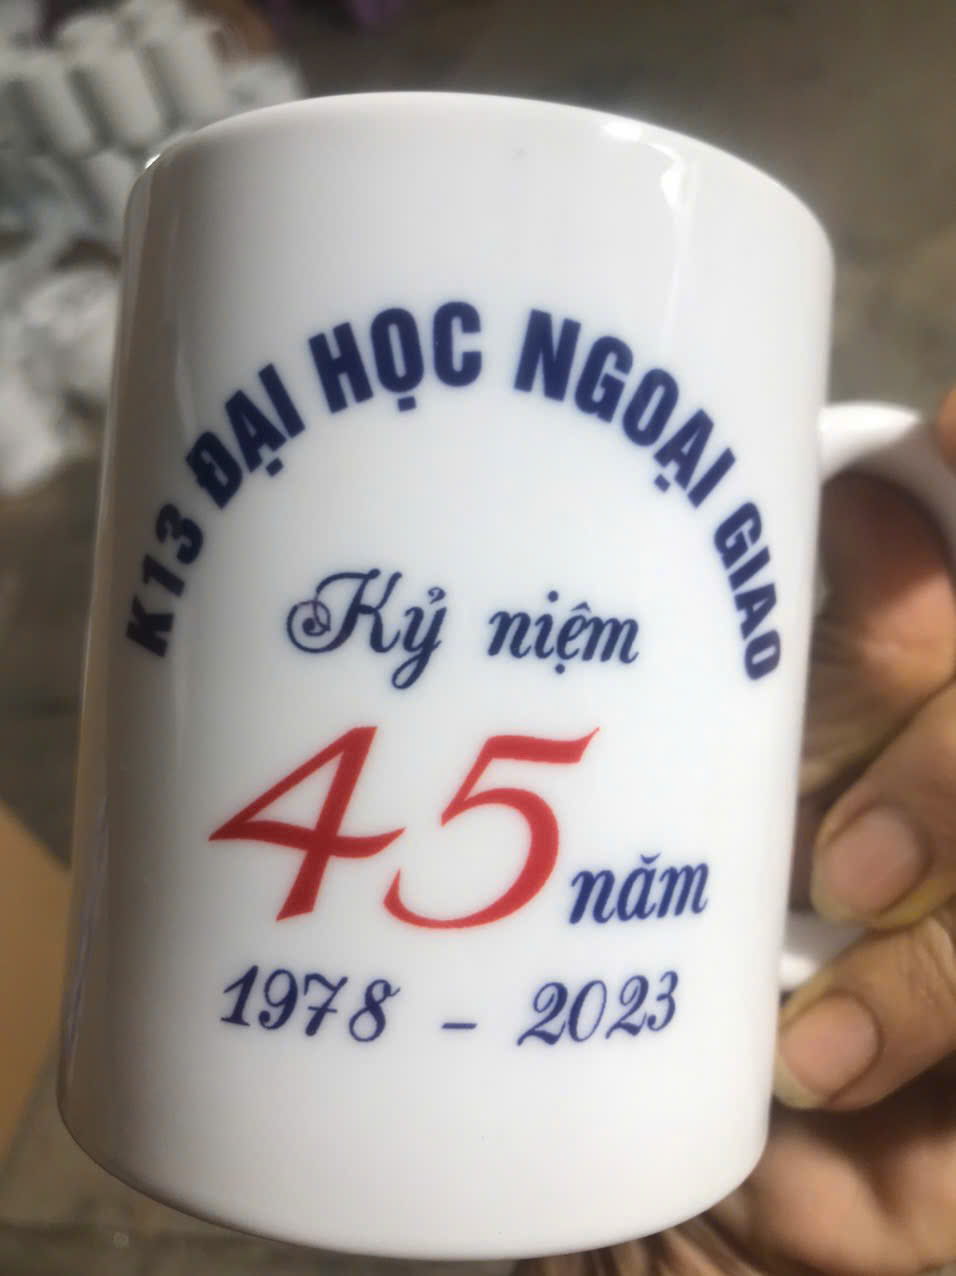 K13 ĐẠI HỌC NGOẠI GIAO
Kỷ niệm
45 năm
1978 - 2023